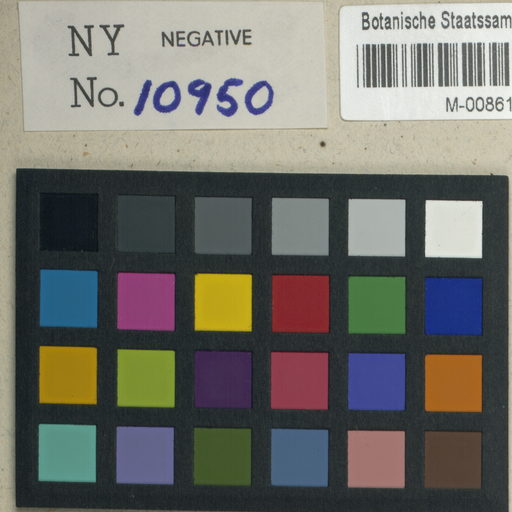 NY NEGATIVE
No. 10950
Botanische Staatssam
M-00861